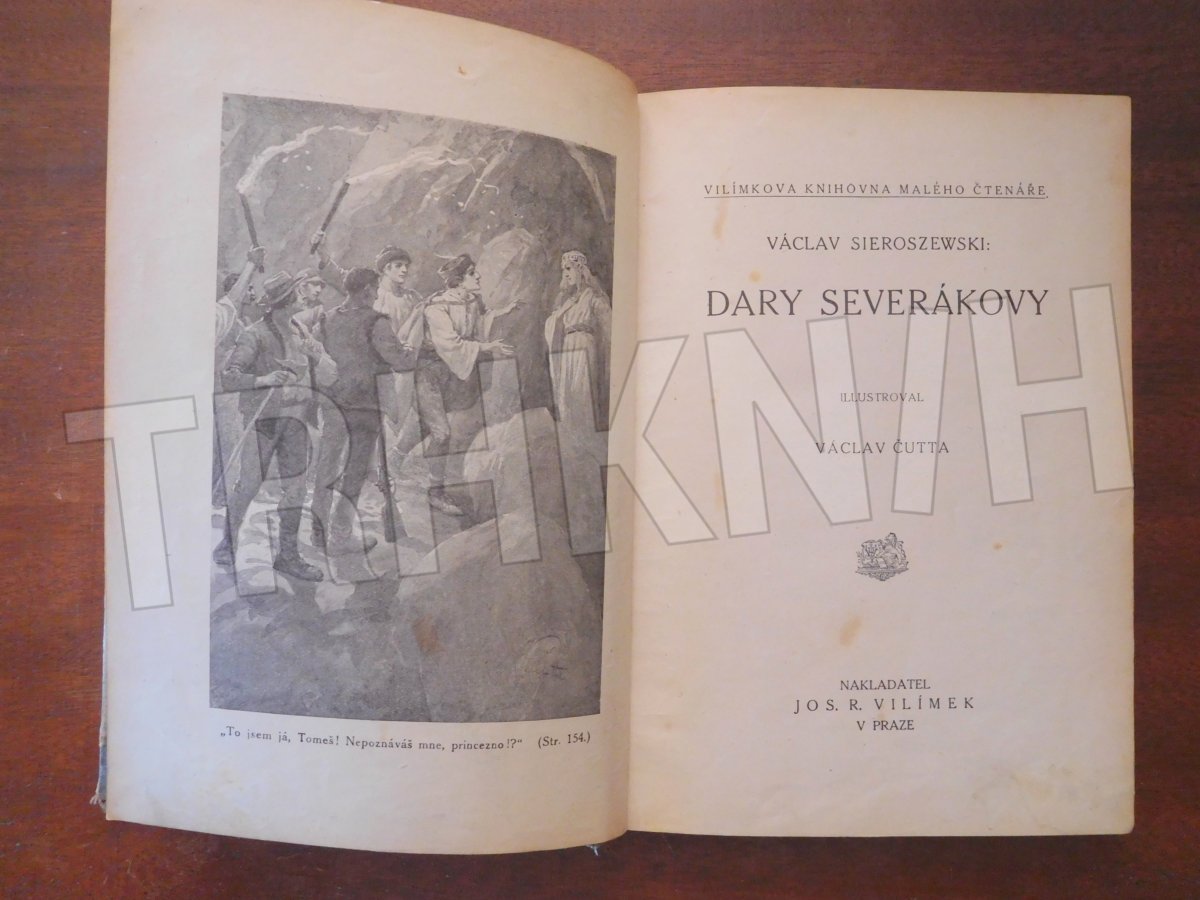 „To jsem já, Tomeš! Nepoznáváš mne, princezno!?“ (Str. 154.)
VILÍMKOVA KNIHOVNA MALÉHO ČTENÁŘE.
VÁCLAV SIEROSZEWSKI:
DARY SEVERÁKOVY
ILLUSTROVAL
VÁCLAV ČUTTA
NAKLADATEL
JOS. R. VILÍMEK
V PRAZE
TRHKNIH